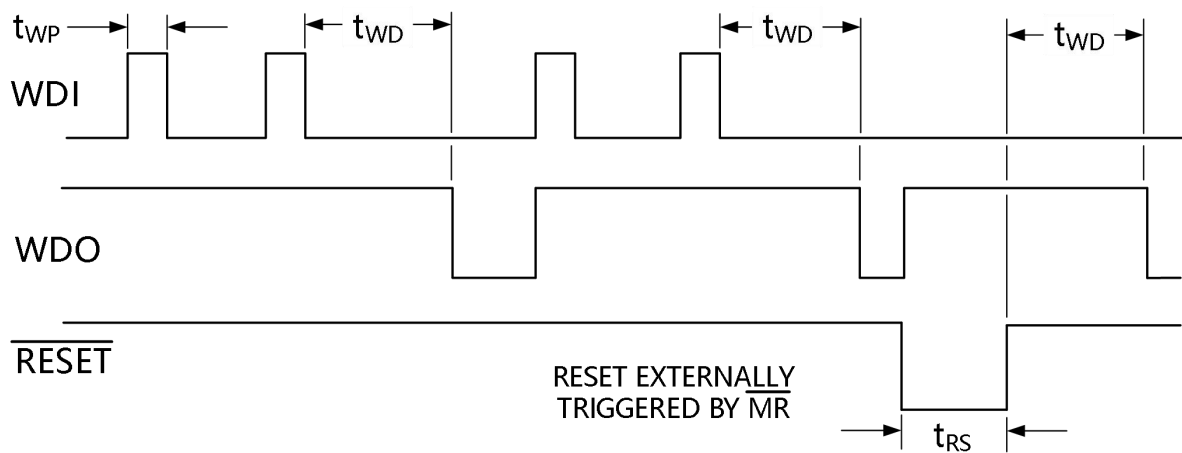 tWP
tWD
tWD
tWD
WDI
WDO
RESET
RESET EXTERNALLY
TRIGGERED BY MR
tRS